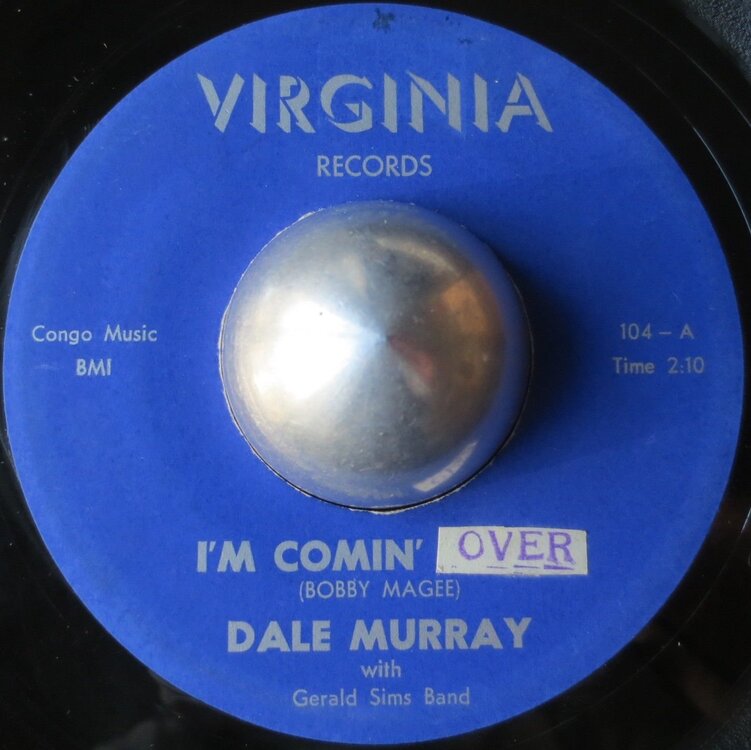 VIRGINIA
RECORDS
Congo Music
BMI
104 – A
Time 2:10
I'M COMIN' OVER
(BOBBY MAGEE)
DALE MURRAY
with
Gerald Sims Band